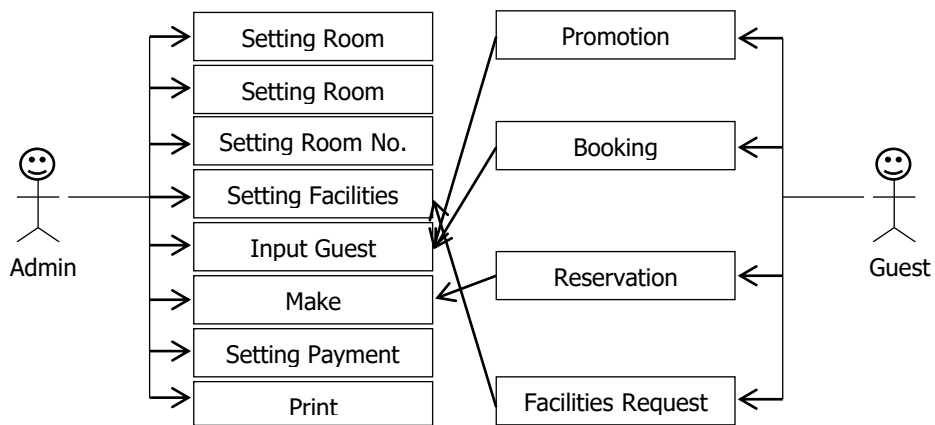 Setting Room
Setting Room
Setting Room No.
Setting Facilities
Input Guest
Make
Setting Payment
Print
Promotion
Booking
Reservation
Facilities Request
Admin
Guest